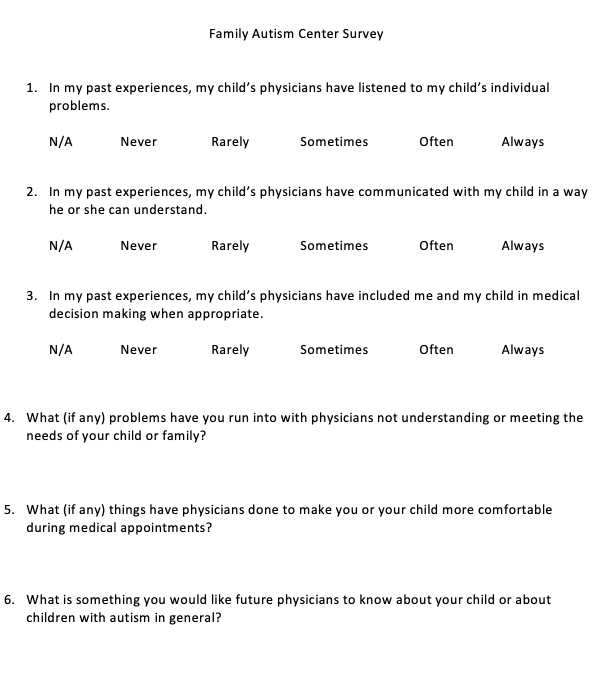 Family Autism Center Survey
1. In my past experiences, my child's physicians have listened to my child's individual
problems.
N/A Never Rarely Sometimes Often Always
2. In my past experiences, my child's physicians have communicated with my child in a way
he or she can understand.
N/A Never Rarely Sometimes Often Always
3. In my past experiences, my child's physicians have included me and my child in medical
decision making when appropriate.
N/A Never Rarely Sometimes Often Always
4. What (if any) problems have you run into with physicians not understanding or meeting the
needs of your child or family?
5. What (if any) things have physicians done to make you or your child more comfortable
during medical appointments?
6. What is something you would like future physicians to know about your child or about
children with autism in general?